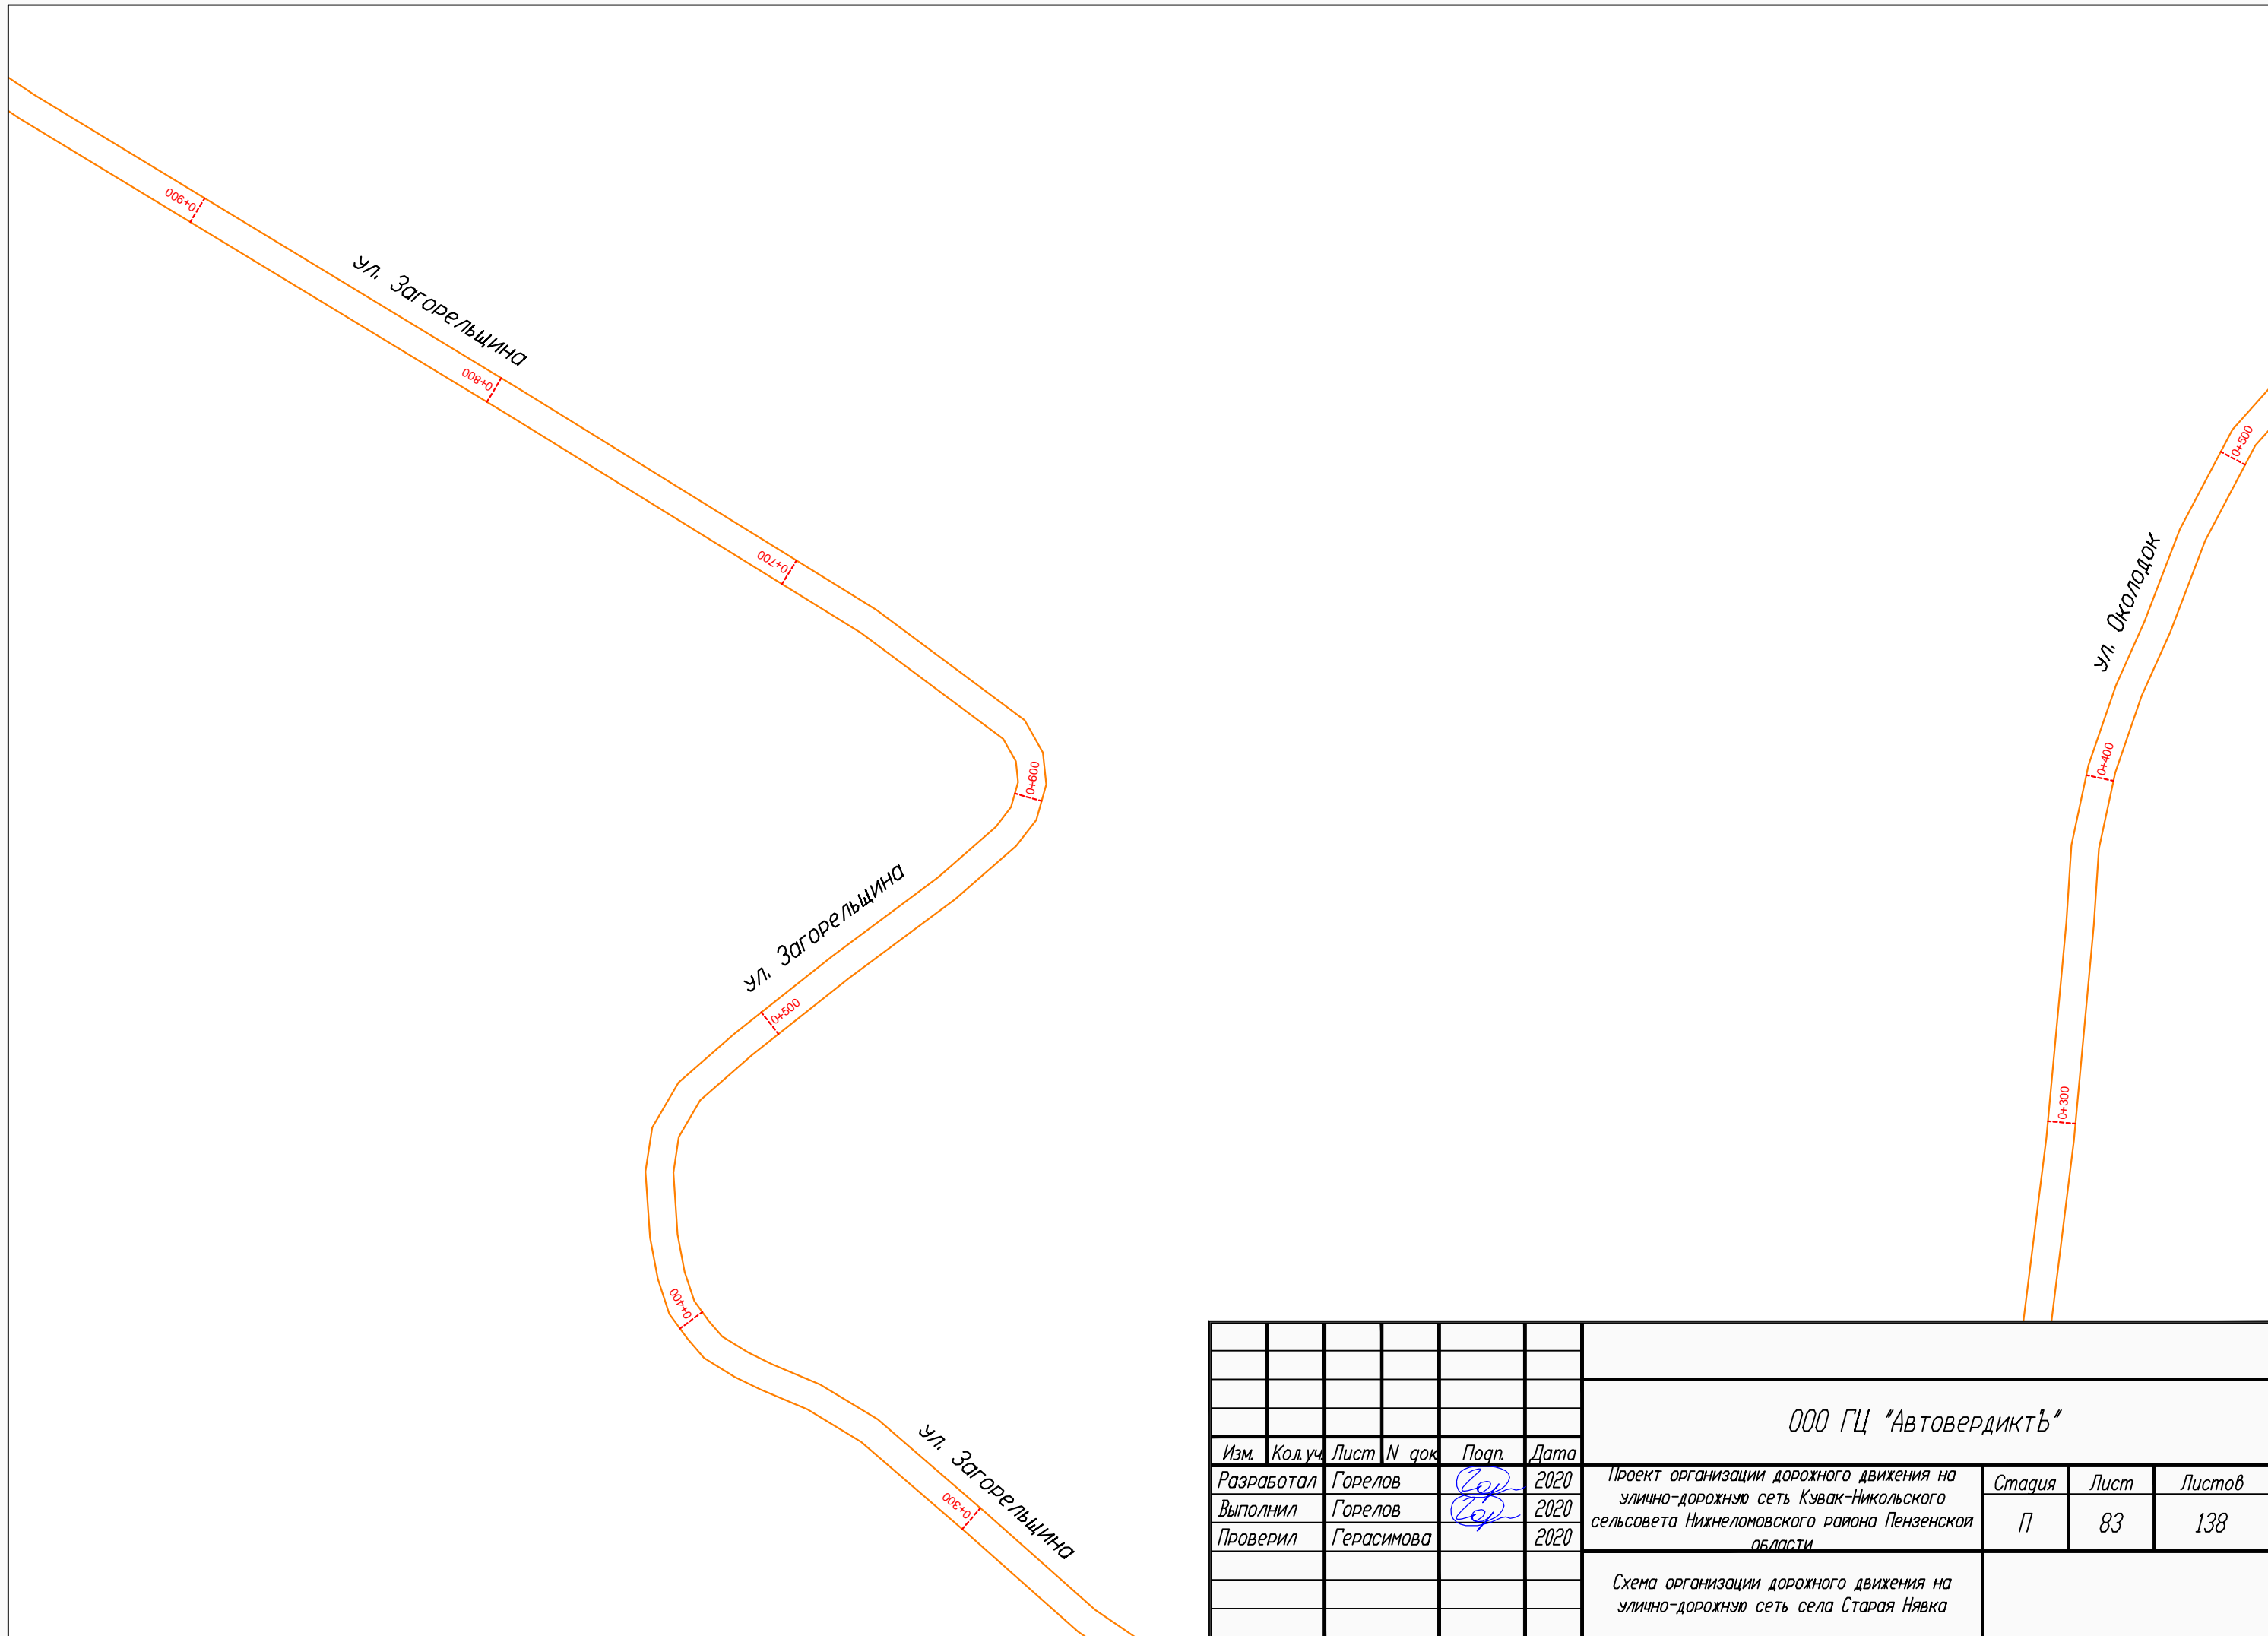 0+900
ул. Загорельщина
0+800
0+700
0+600
ул. Загорельщина
0+500
0+400
ул. Загорельщина
0+300
0+500
ул. Околодок
0+400
0+300
ООО ГЦ "АвтовердиктЪ"
Изм. Кол.уч. Лист N док Подп. Дата
Разработал Горелов 2020
Выполнил Горелов 2020
Проверил Герасимова 2020
Проект организации дорожного движения на
улично-дорожную сеть Кувак-Никольского
сельсовета Нижнеломовского района Пензенской
области
Стадия Лист Листов
П 83 138
Схема организации дорожного движения на
улично-дорожную сеть села Старая Нявка